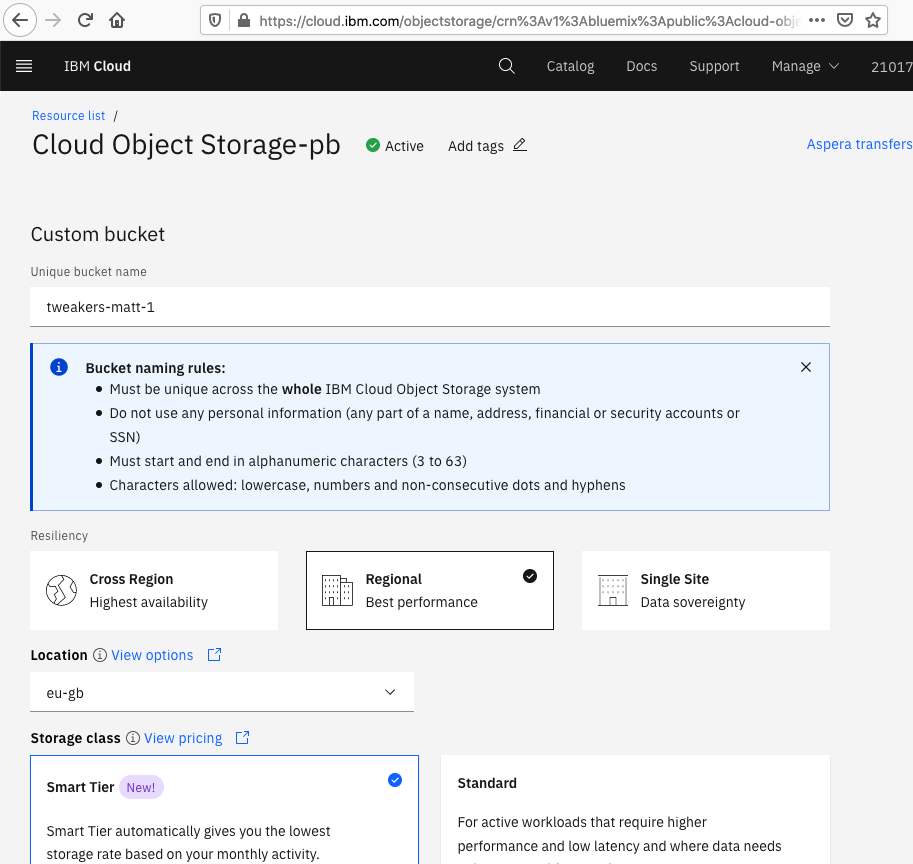 https://cloud.ibm.com/objectstorage/crn%3Av1%3Abluemix%3Apublic%3Acloud-obje
IBM Cloud Catalog Docs Support Manage 21017
Resource list /
Cloud Object Storage-pb Active Add tags Aspera transfers
Custom bucket
Unique bucket name
tweakers-matt-1
Bucket naming rules:
Must be unique across the whole IBM Cloud Object Storage system
Do not use any personal information (any part of a name, address, financial or security accounts or
SSN)
Must start and end in alphanumeric characters (3 to 63)
Characters allowed: lowercase, numbers and non-consecutive dots and hyphens
Resiliency
Cross Region
Highest availability
Regional
Best performance
Single Site
Data sovereignty
Location View options
eu-gb
Storage class View pricing
Smart Tier New!
Smart Tier automatically gives you the lowest
storage rate based on your monthly activity.
Standard
For active workloads that require higher
performance and low latency and where data needs